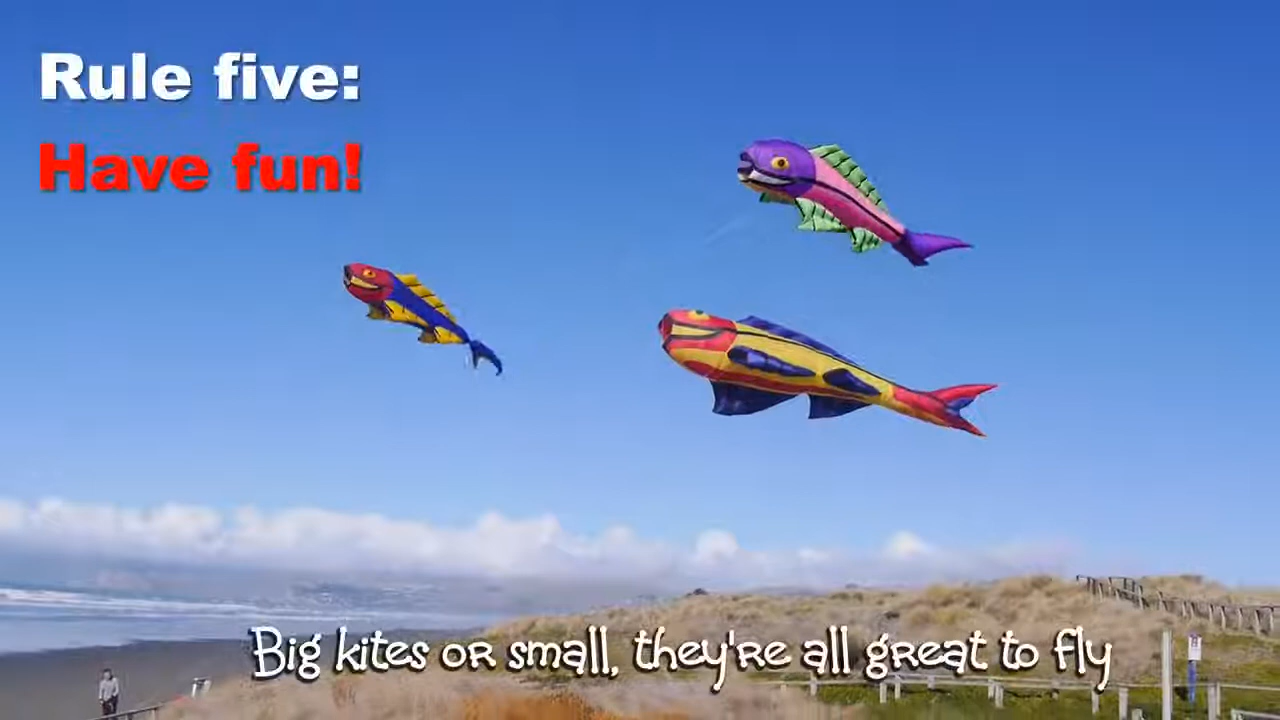 Rule five:
Have fun!
Big kites or small, they're all great to fly